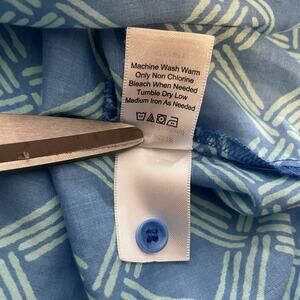 Machine Wash Warm
Only Non Chlorine
Bleach When Needed
Tumble Dry Low
Medium Iron As Needed